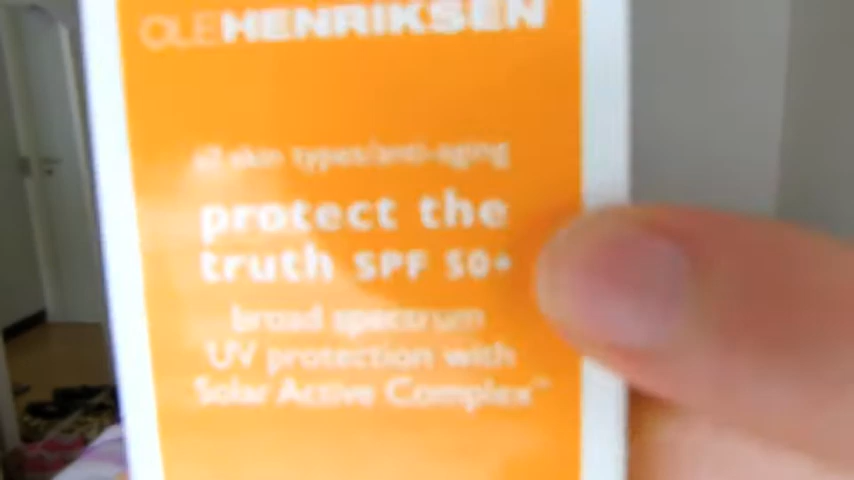 OLEHENRIKSEN
all skin types/anti-aging
protect the
truth SPF 50+
broad spectrum
UV protection with
Solar Active Complex™